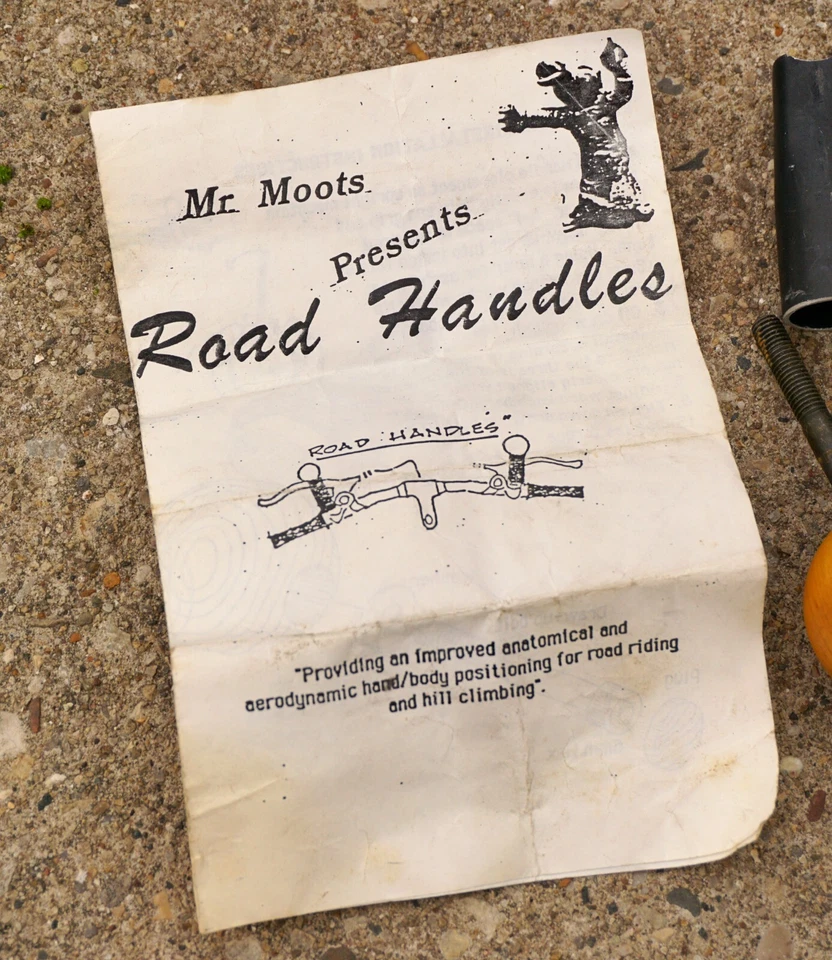 Mr. Moots
Presents
Road Handles
ROAD "HANDLES"
"Providing an improved anatomical and
aerodynamic hand/body positioning for road riding
and hill climbing".